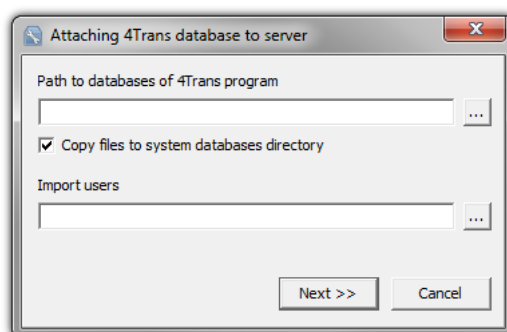 Attaching 4Trans database to server
Path to databases of 4Trans program
...
Copy files to system databases directory
Import users
...
Next >> Cancel